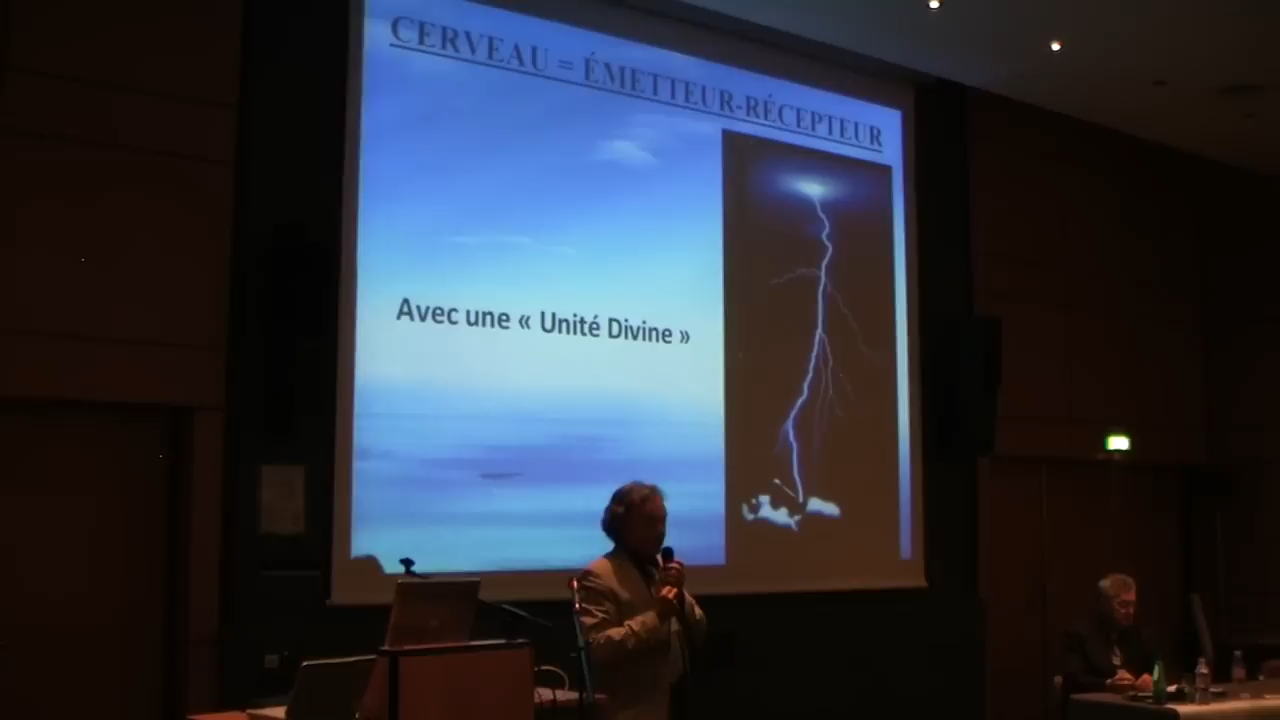 CERVEAU = ÉMETTEUR-RÉCEPTEUR
Avec une « Unité Divine »